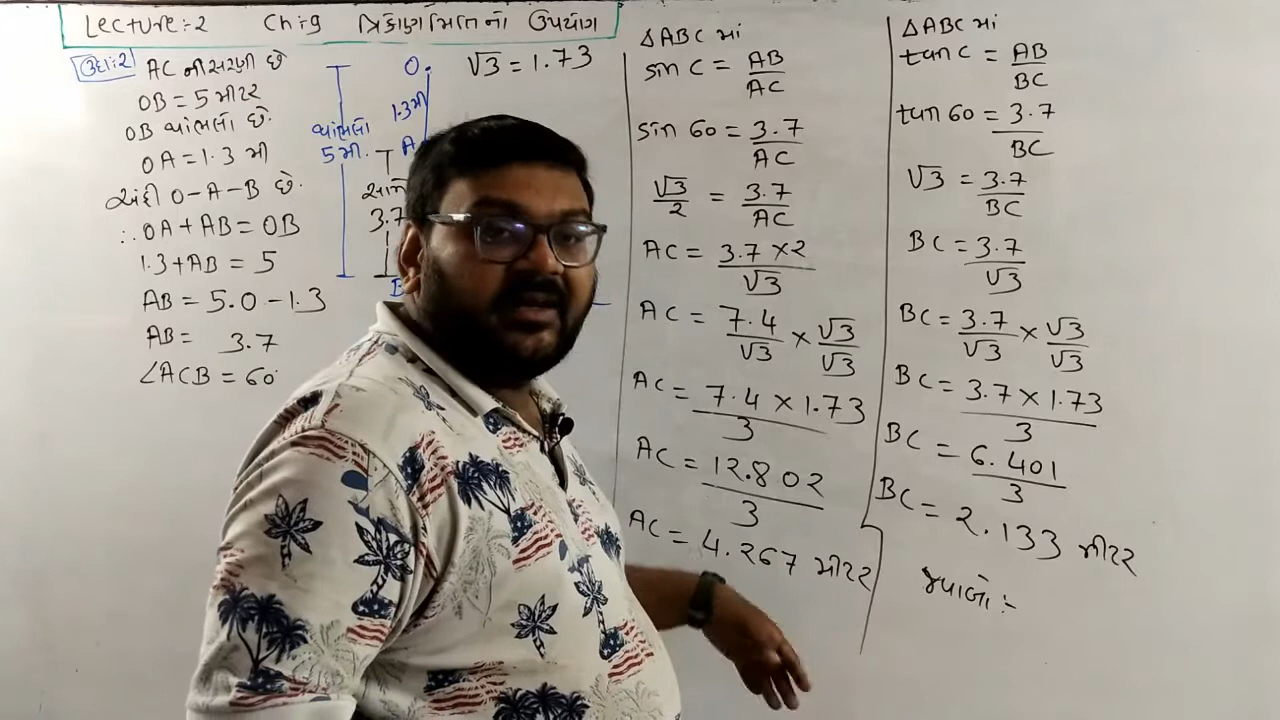 Lecture:-2 Ch:9 ત્રિકોણમિતિના ઉપયોગ
ઉદા:-2 AC ની સરણી છે
OB = 5 મીટર
OB થાંભલો છે.
OA = 1.3 મી
અહીં O-A-B છે.
∴ OA + AB = OB
1.3 + AB = 5
AB = 5.0 - 1.3
AB = 3.7
∠ACB = 60
O.
1.3મી
થાંભલો
5મી.
A
3.7
B
√3 = 1.73
△ABC માં
sin C = AB/AC
sin 60 = 3.7/AC
√3/2 = 3.7/AC
AC = 3.7 × 2/√3
AC = 7.4/√3 × √3/√3
AC = 7.4 × 1.73/3
AC = 12.802/3
AC = 4.267 મીટર
△ABC માં
tan C = AB/BC
tan 60 = 3.7/BC
√3 = 3.7/BC
BC = 3.7/√3
BC = 3.7/√3 × √3/√3
BC = 3.7 × 1.73/3
BC = 6.401/3
BC = 2.133 મીટર